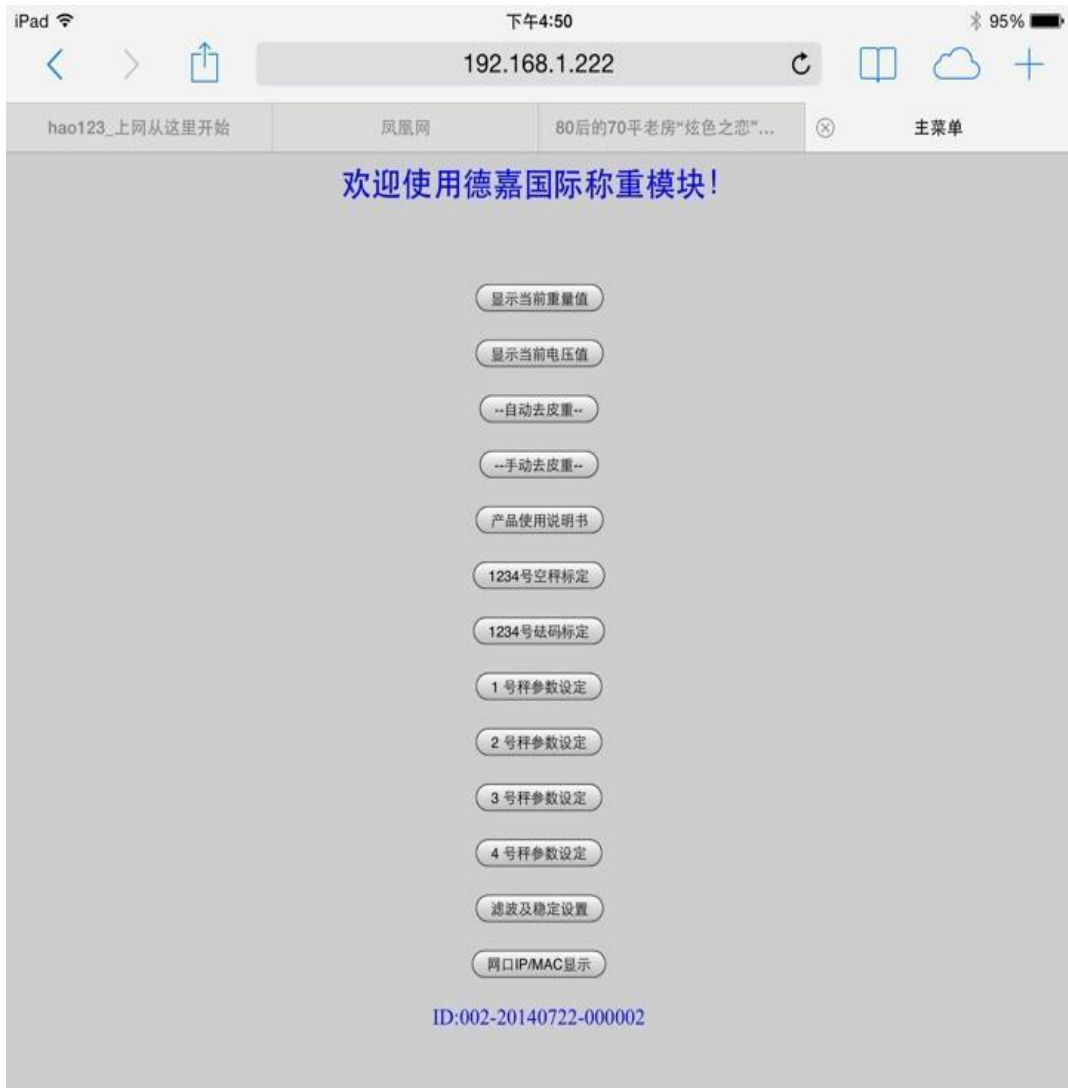 iPad 下午4:50 95%
192.168.1.222
hao123_上网从这里开始 凤凰网 80后的70平老房“炫色之恋”... 主菜单
欢迎使用德嘉国际称重模块!
显示当前重量值
显示当前电压值
--自动去皮重--
--手动去皮重--
产品使用说明书
1234号空秤标定
1234号砝码标定
1 号秤参数设定
2 号秤参数设定
3 号秤参数设定
4 号秤参数设定
滤波及稳定设置
网口IP/MAC显示
ID:002-20140722-000002